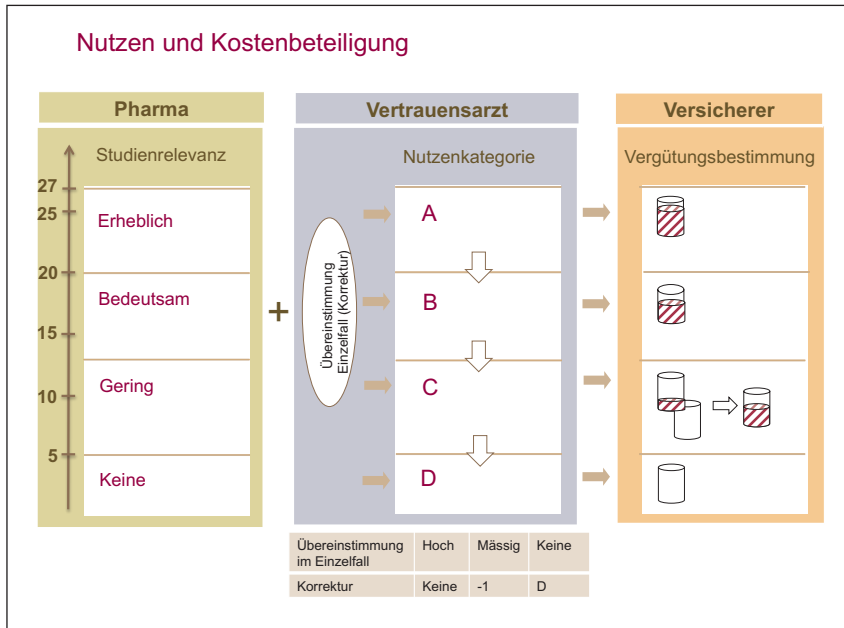 Nutzen und Kostenbeteiligung
Pharma
Vertrauensarzt
Versicherer
Studienrelevanz
Nutzenkategorie
Vergütungsbestimmung
27
25
Erheblich
20
Bedeutsam
15
Gering
10
5
Keine
+
Übereinstimmung
Einzelfall (Korrektur)
A
B
C
D
Übereinstimmung
im Einzelfall
Hoch
Mässig
Keine
Korrektur
Keine
-1
D